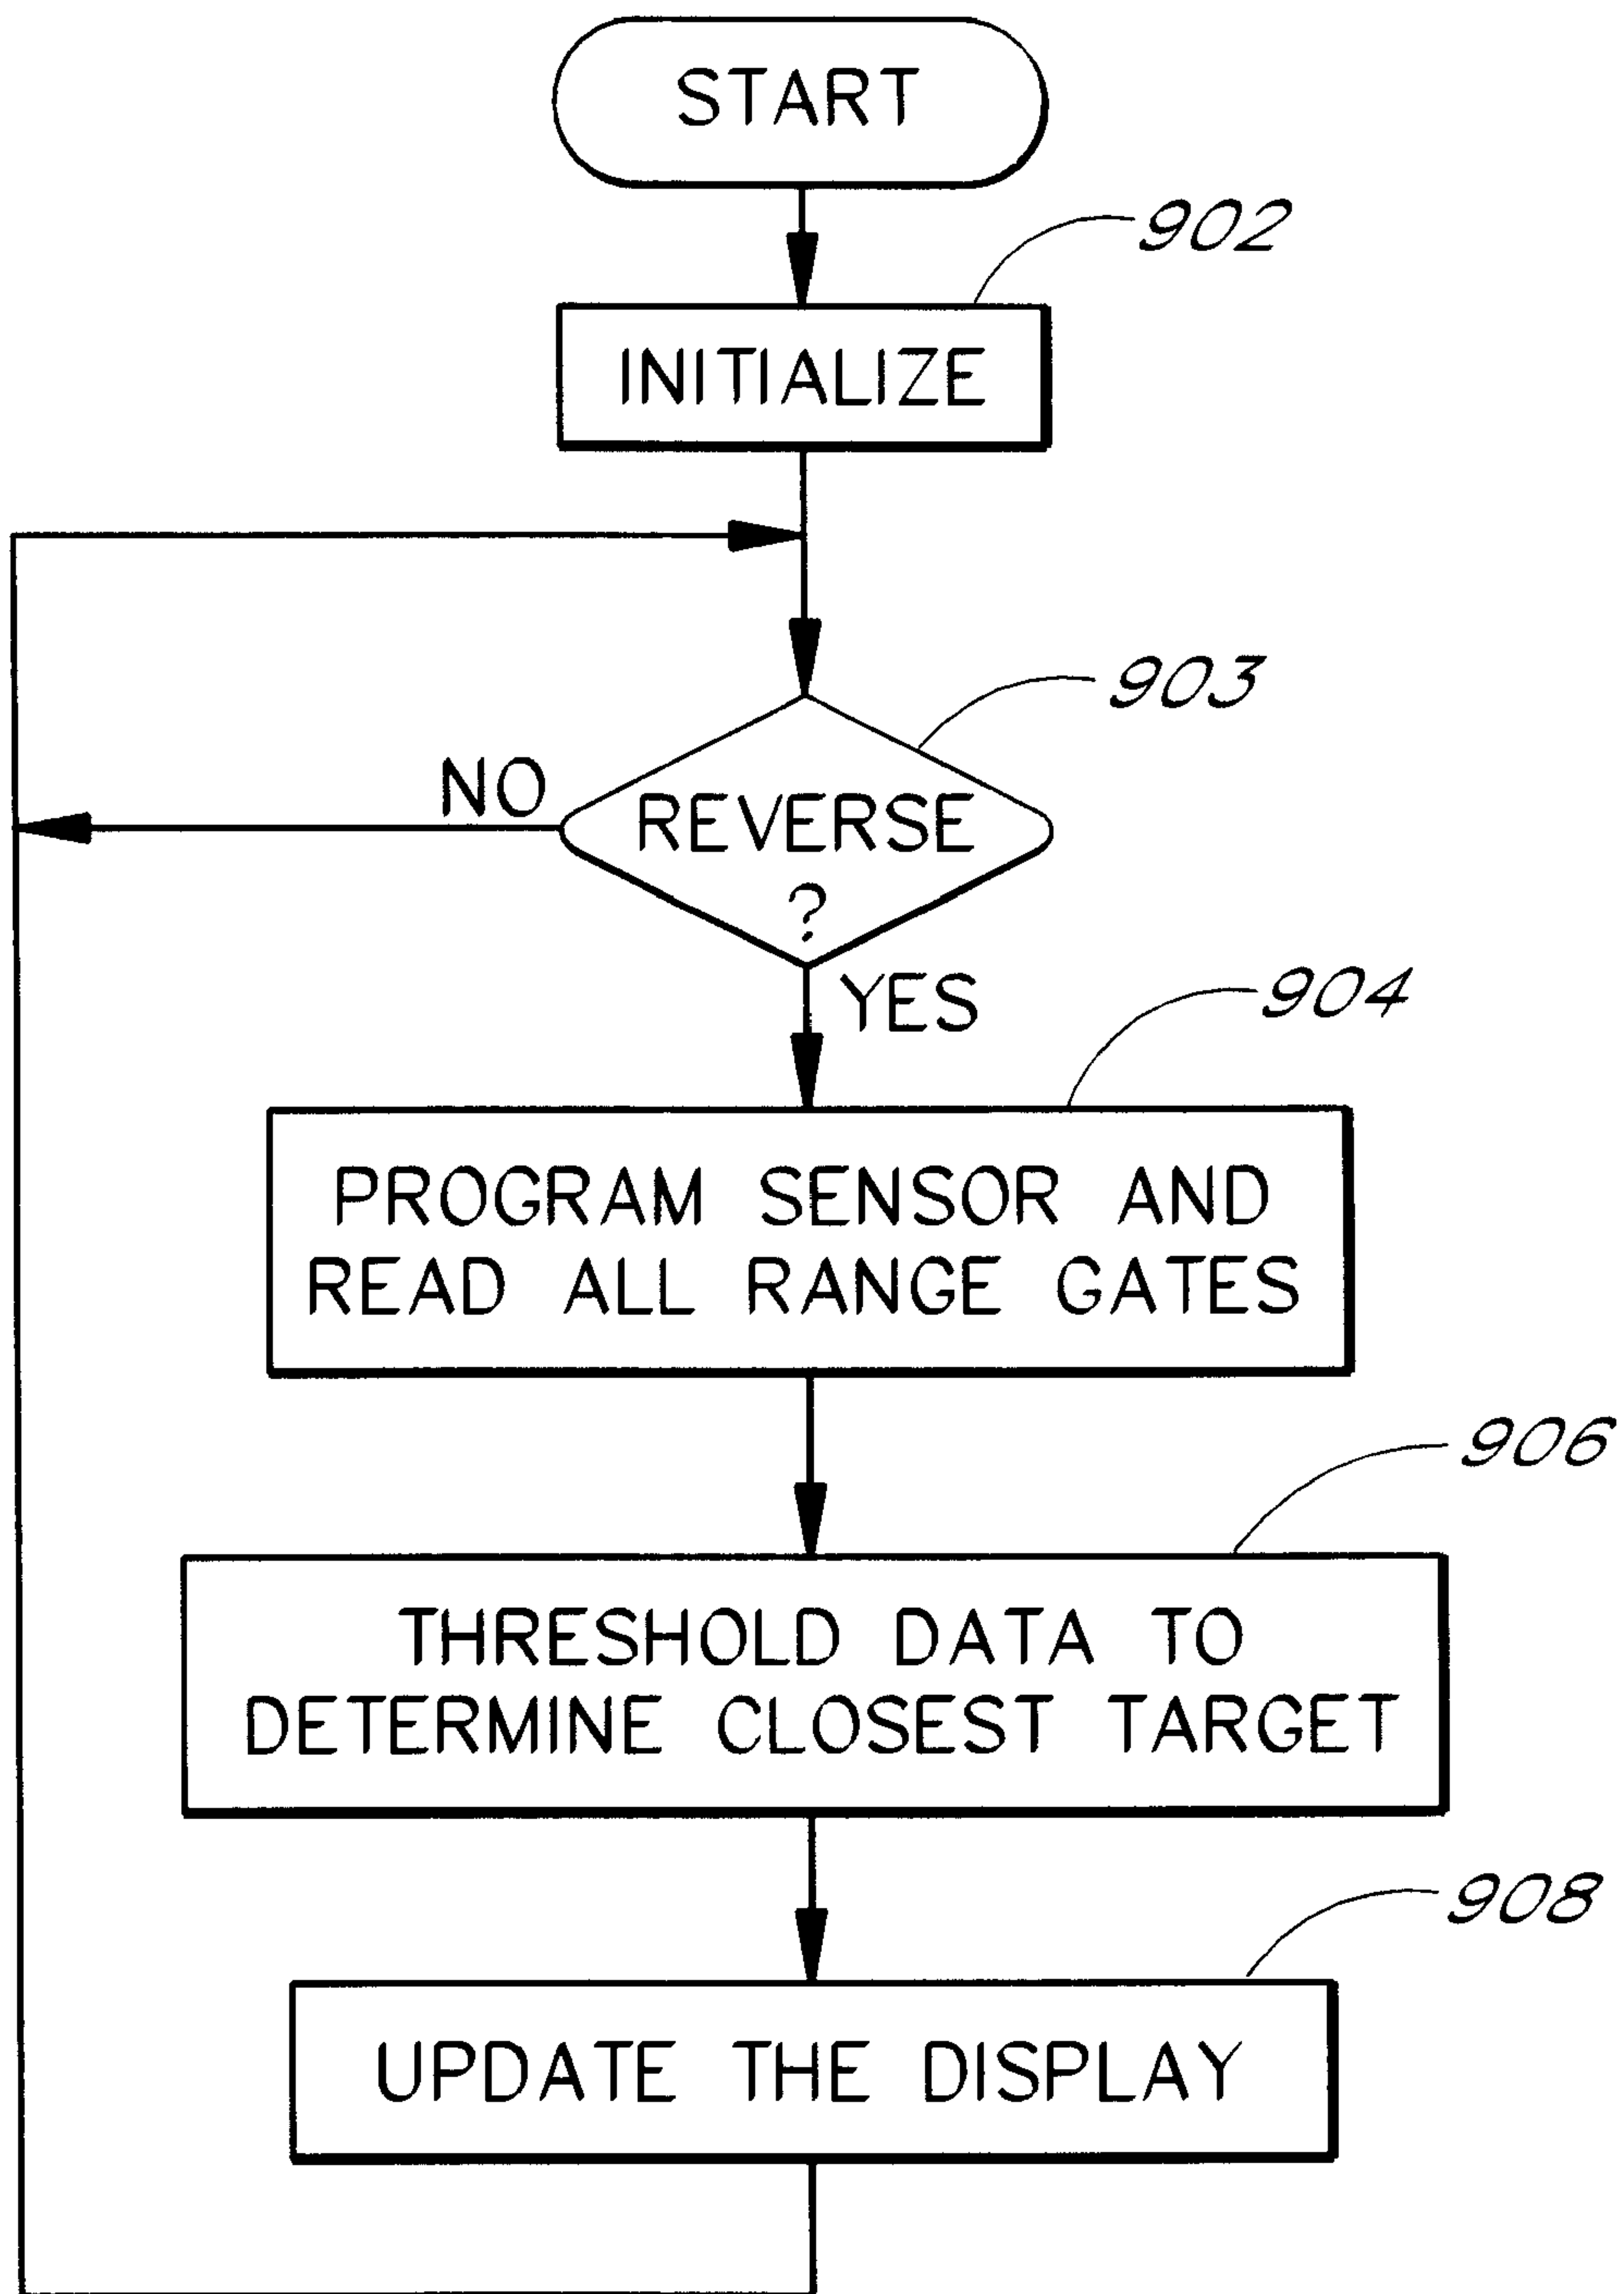 START
902
INITIALIZE
903
NO
REVERSE
?
YES
904
PROGRAM SENSOR AND
READ ALL RANGE GATES
906
THRESHOLD DATA TO
DETERMINE CLOSEST TARGET
908
UPDATE THE DISPLAY